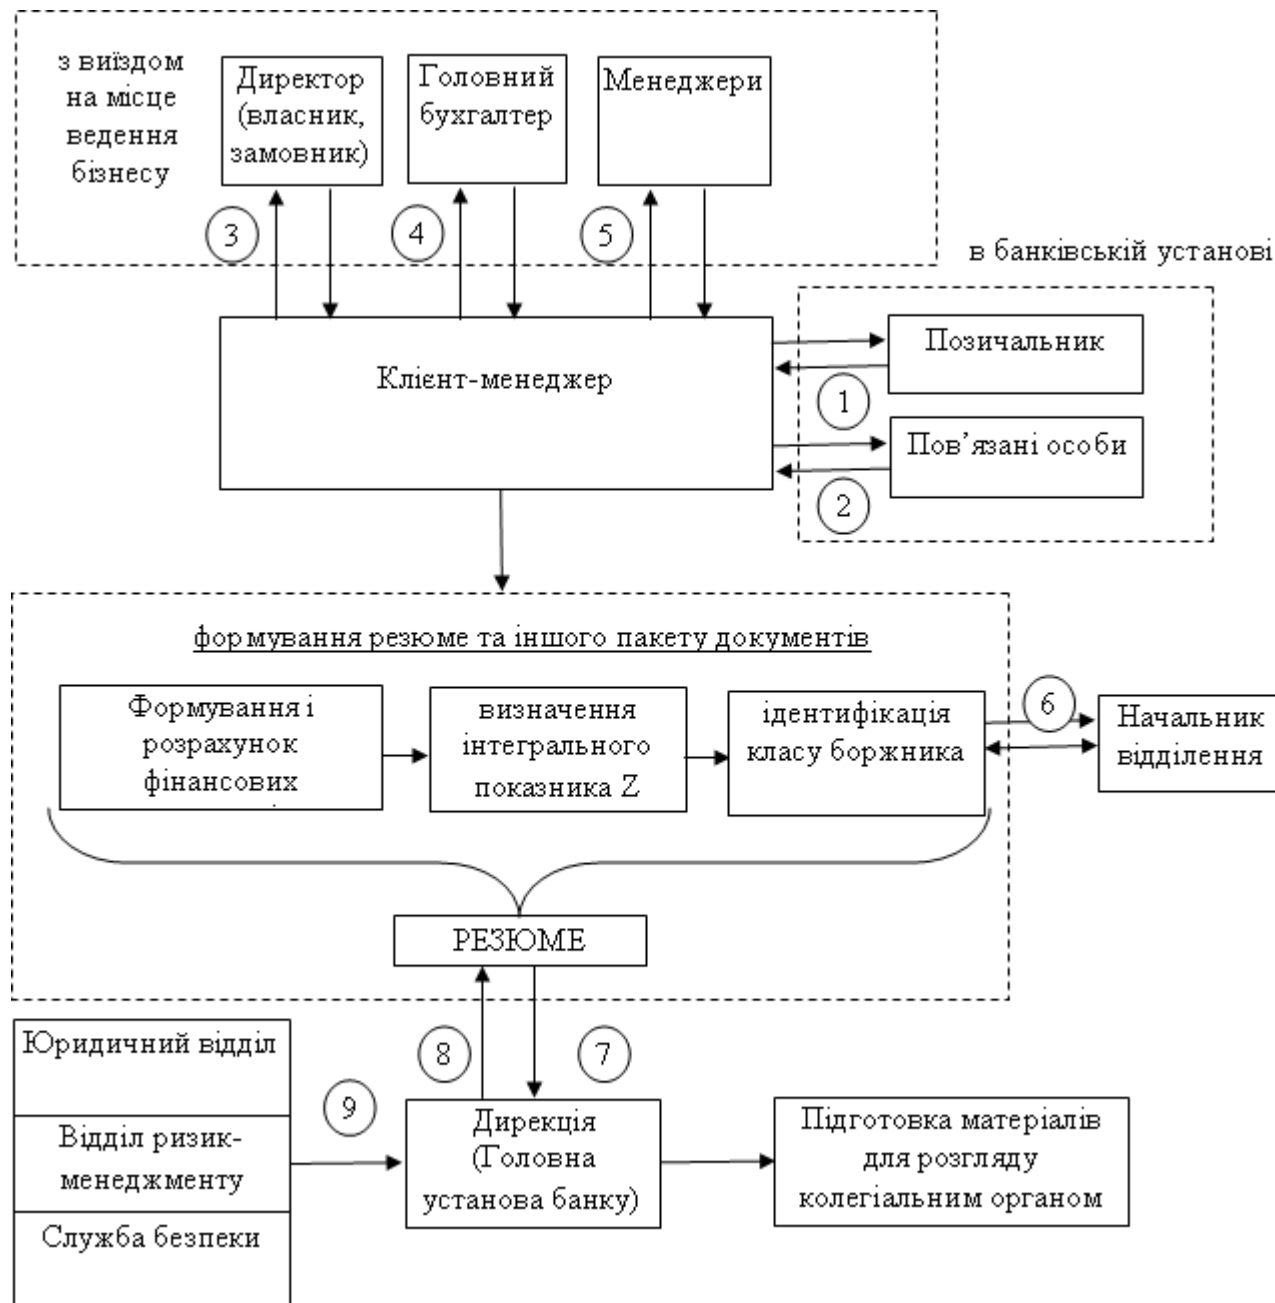 з виїздом
на місце
ведення
бізнесу
Директор
(власник,
замовник)
Головний
бухгалтер
Менеджери
3
4
5
в банківській установі
Клієнт-менеджер
Позичальник
1
Пов’язані особи
2
формування резюме та іншого пакету документів
Формування і
розрахунок
фінансових
визначення
інтегрального
показника Z
ідентифікація
класу боржника
6
Начальник
відділення
РЕЗЮМЕ
8
7
Юридичний відділ
Відділ ризик-
менеджменту
Служба безпеки
9
Дирекція
(Головна
установа банку)
Підготовка матеріалів
для розгляду
колегіальним органом